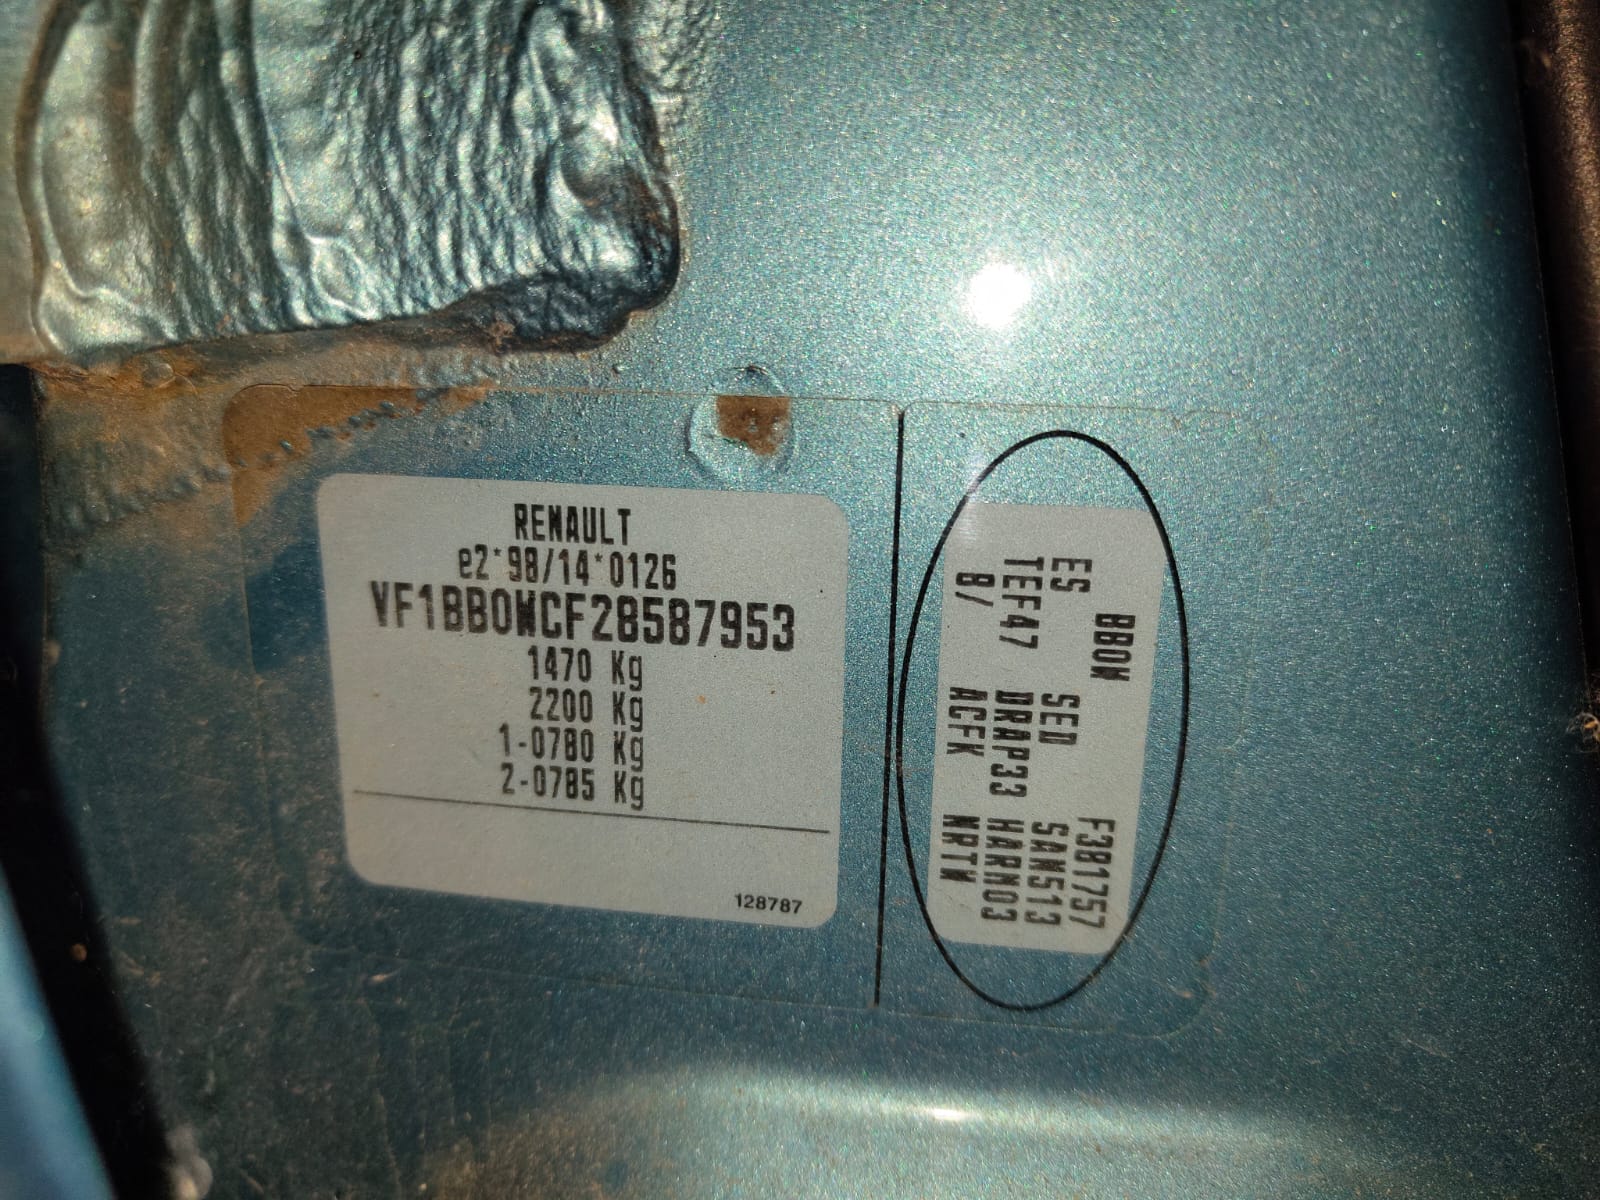 RENAULT
e2*98/14*0126
VF1BB0WCF28587953
1470 Kg
2200 Kg
1-0780 Kg
2-0785 Kg
128787
BB0W F381757
ES SED SAN513
TEF47 DRAP33 HARN03
8/ ACFK NRTW